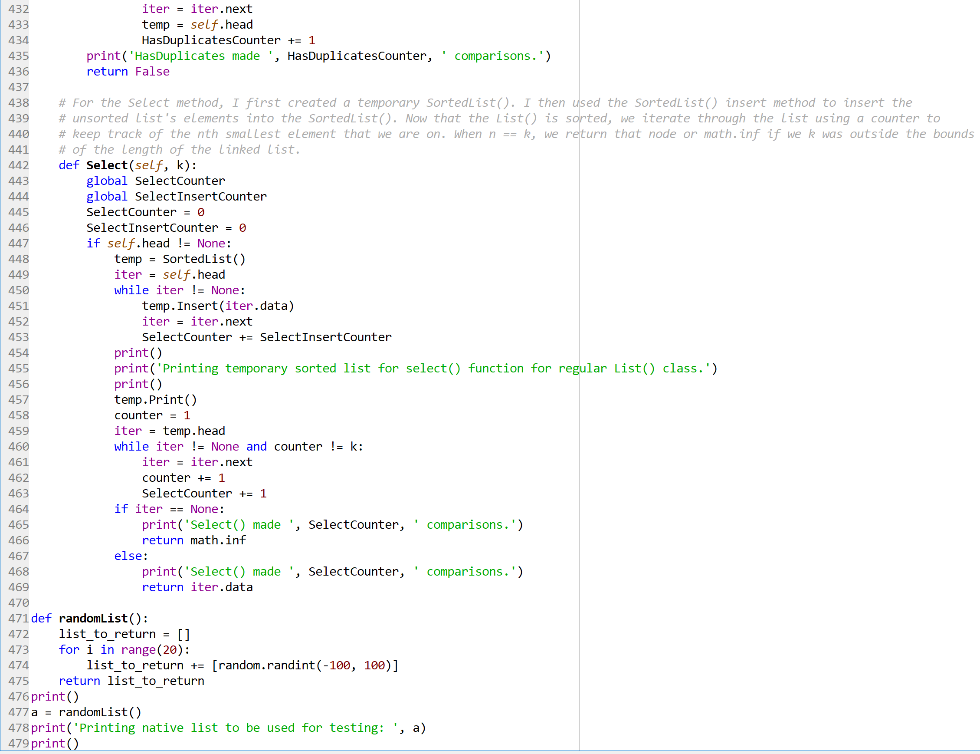 432                iter = iter.next
433                temp = self.head
434                HasDuplicatesCounter += 1
435        print('HasDuplicates made ', HasDuplicatesCounter, ' comparisons.')
436        return False
437
438    # For the Select method, I first created a temporary SortedList(). I then used the SortedList() insert method to insert the
439    # unsorted list's elements into the SortedList(). Now that the List() is sorted, we iterate through the list using a counter to
440    # keep track of the nth smallest element that we are on. When n == k, we return that node or math.inf if we k was outside the bounds
441    # of the length of the linked list.
442    def Select(self, k):
443        global SelectCounter
444        global SelectInsertCounter
445        SelectCounter = 0
446        SelectInsertCounter = 0
447        if self.head != None:
448            temp = SortedList()
449            iter = self.head
450            while iter != None:
451                temp.Insert(iter.data)
452                iter = iter.next
453                SelectCounter += SelectInsertCounter
454            print()
455            print('Printing temporary sorted list for select() function for regular List() class.')
456            print()
457            temp.Print()
458            counter = 1
459            iter = temp.head
460            while iter != None and counter != k:
461                iter = iter.next
462                counter += 1
463                SelectCounter += 1
464            if iter == None:
465                print('Select() made ', SelectCounter, ' comparisons.')
466                return math.inf
467            else:
468                print('Select() made ', SelectCounter, ' comparisons.')
469                return iter.data
470
471def randomList():
472    list_to_return = []
473    for i in range(20):
474        list_to_return += [random.randint(-100, 100)]
475    return list_to_return
476print()
477a = randomList()
478print('Printing native list to be used for testing: ', a)
479print()